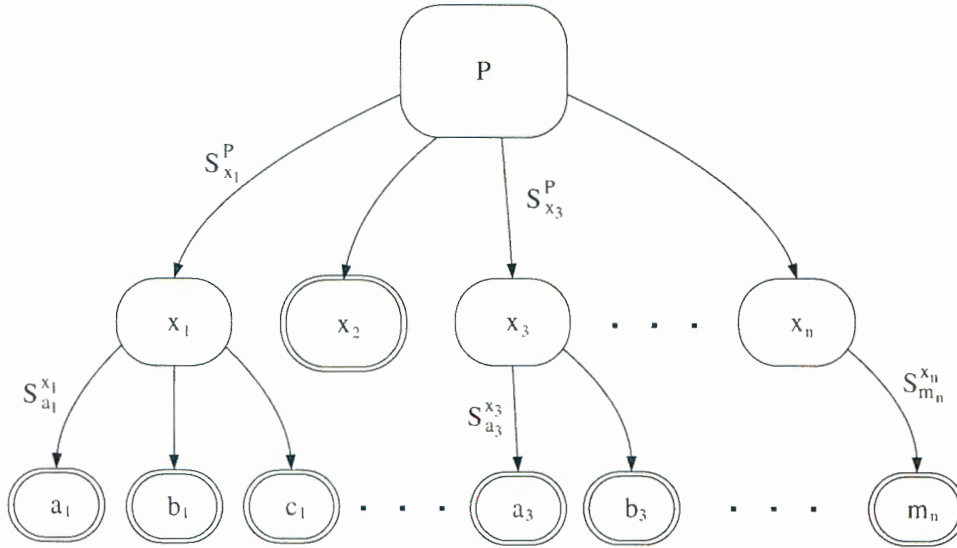 P
S^P_{x_1}
S^P_{x_3}
x_1 x_2 x_3 . . . x_n
S^{x_1}_{a_1} S^{x_3}_{a_3} S^{x_n}_{m_n}
a_1 b_1 c_1 . . . . a_3 b_3 . . . m_n